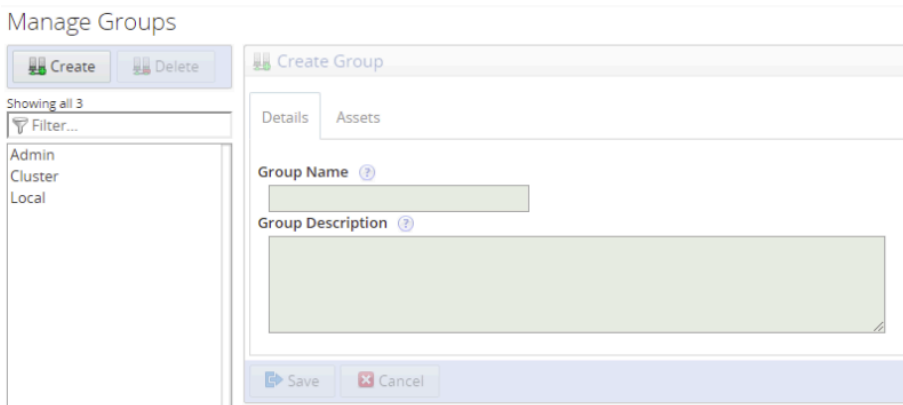 Manage Groups
Create
Delete
Showing all 3
Filter...
Admin
Cluster
Local
Create Group
Details
Assets
Group Name ?
Group Description ?
Save
Cancel